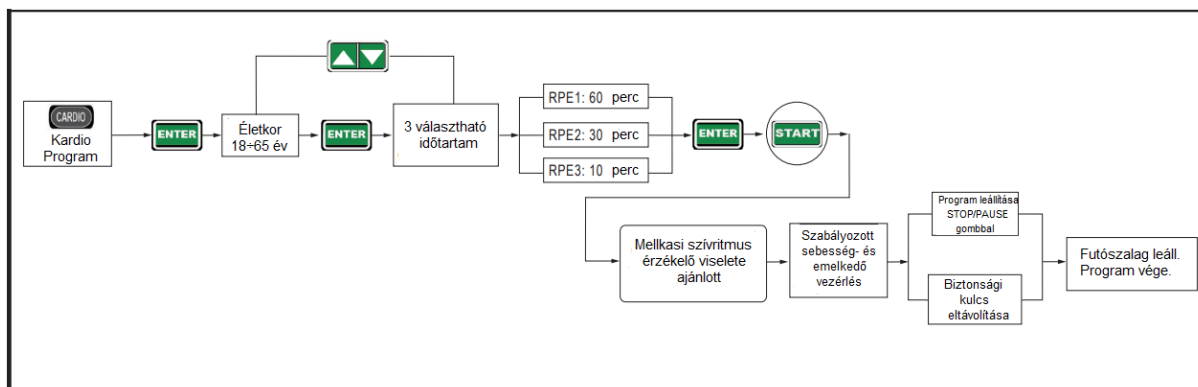 CARDIO
Kardio
Program
ENTER
Életkor
18÷65 év
ENTER
3 választható
időtartam
RPE1: 60 perc
RPE2: 30 perc
RPE3: 10 perc
ENTER
START
Mellkasi szívritmus
érzékelő viselete
ajánlott
Szabályozott
sebesség- és
emelkedő
vezérlés
Program leállítása
STOP/PAUSE
gombbal
Biztonsági
kulcs
eltávolítása
Futószalag leáll.
Program vége.